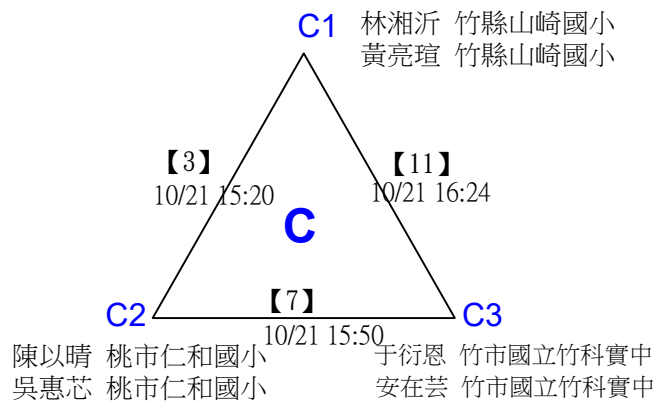 C1
林湘沂 竹縣山崎國小
黃亮瑄 竹縣山崎國小
【3】
10/21 15:20
【11】
10/21 16:24
C
【7】
10/21 15:50
C2
陳以晴 桃市仁和國小
吳惠芯 桃市仁和國小
C3
于衍恩 竹市國立竹科實中
安在芸 竹市國立竹科實中